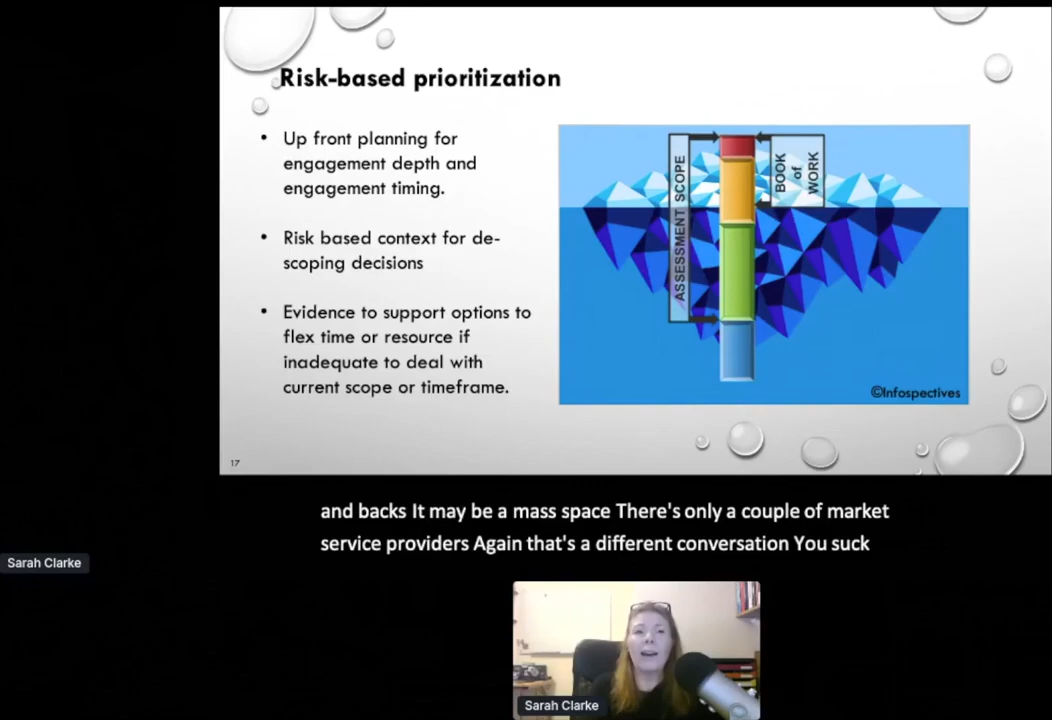 Risk-based prioritization
• Up front planning for
engagement depth and
engagement timing.
• Risk based context for de-
scoping decisions
• Evidence to support options to
flex time or resource if
inadequate to deal with
current scope or timeframe.
ASSESSMENT SCOPE
BOOK
of
WORK
©Infospectives
17
and backs It may be a mass space There's only a couple of market
service providers Again that's a different conversation You suck
Sarah Clarke
Sarah Clarke